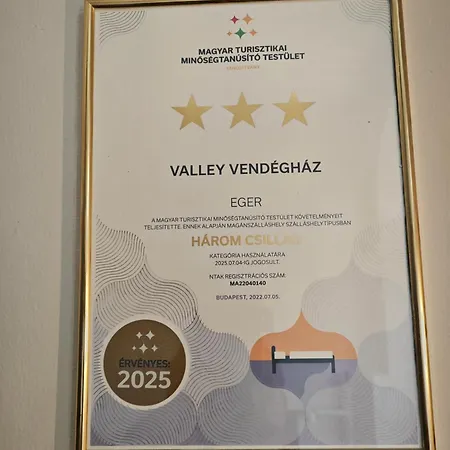 MAGYAR TURISZTIKAI
MINŐSÉGTANÚSÍTÓ TESTÜLET
VALLEY VENDÉGHÁZ
EGER
A MAGYAR TURISZTIKAI MINŐSÉGTANÚSÍTÓ TESTÜLET KÖVETELMÉNYEIT
TELJESÍTETTE, ENNEK ALAPJÁN MAGÁNSZÁLLÁSHELY SZÁLLÁSHELYTÍPUSBAN
HÁROM CSILLAG
KATEGÓRIA HASZNÁLATÁRA
2025.07.04-IG JOGOSULT.
NTAK REGISZTRÁCIÓS SZÁM:
MA22040140
BUDAPEST, 2022.07.05.
ÉRVÉNYES:
2025